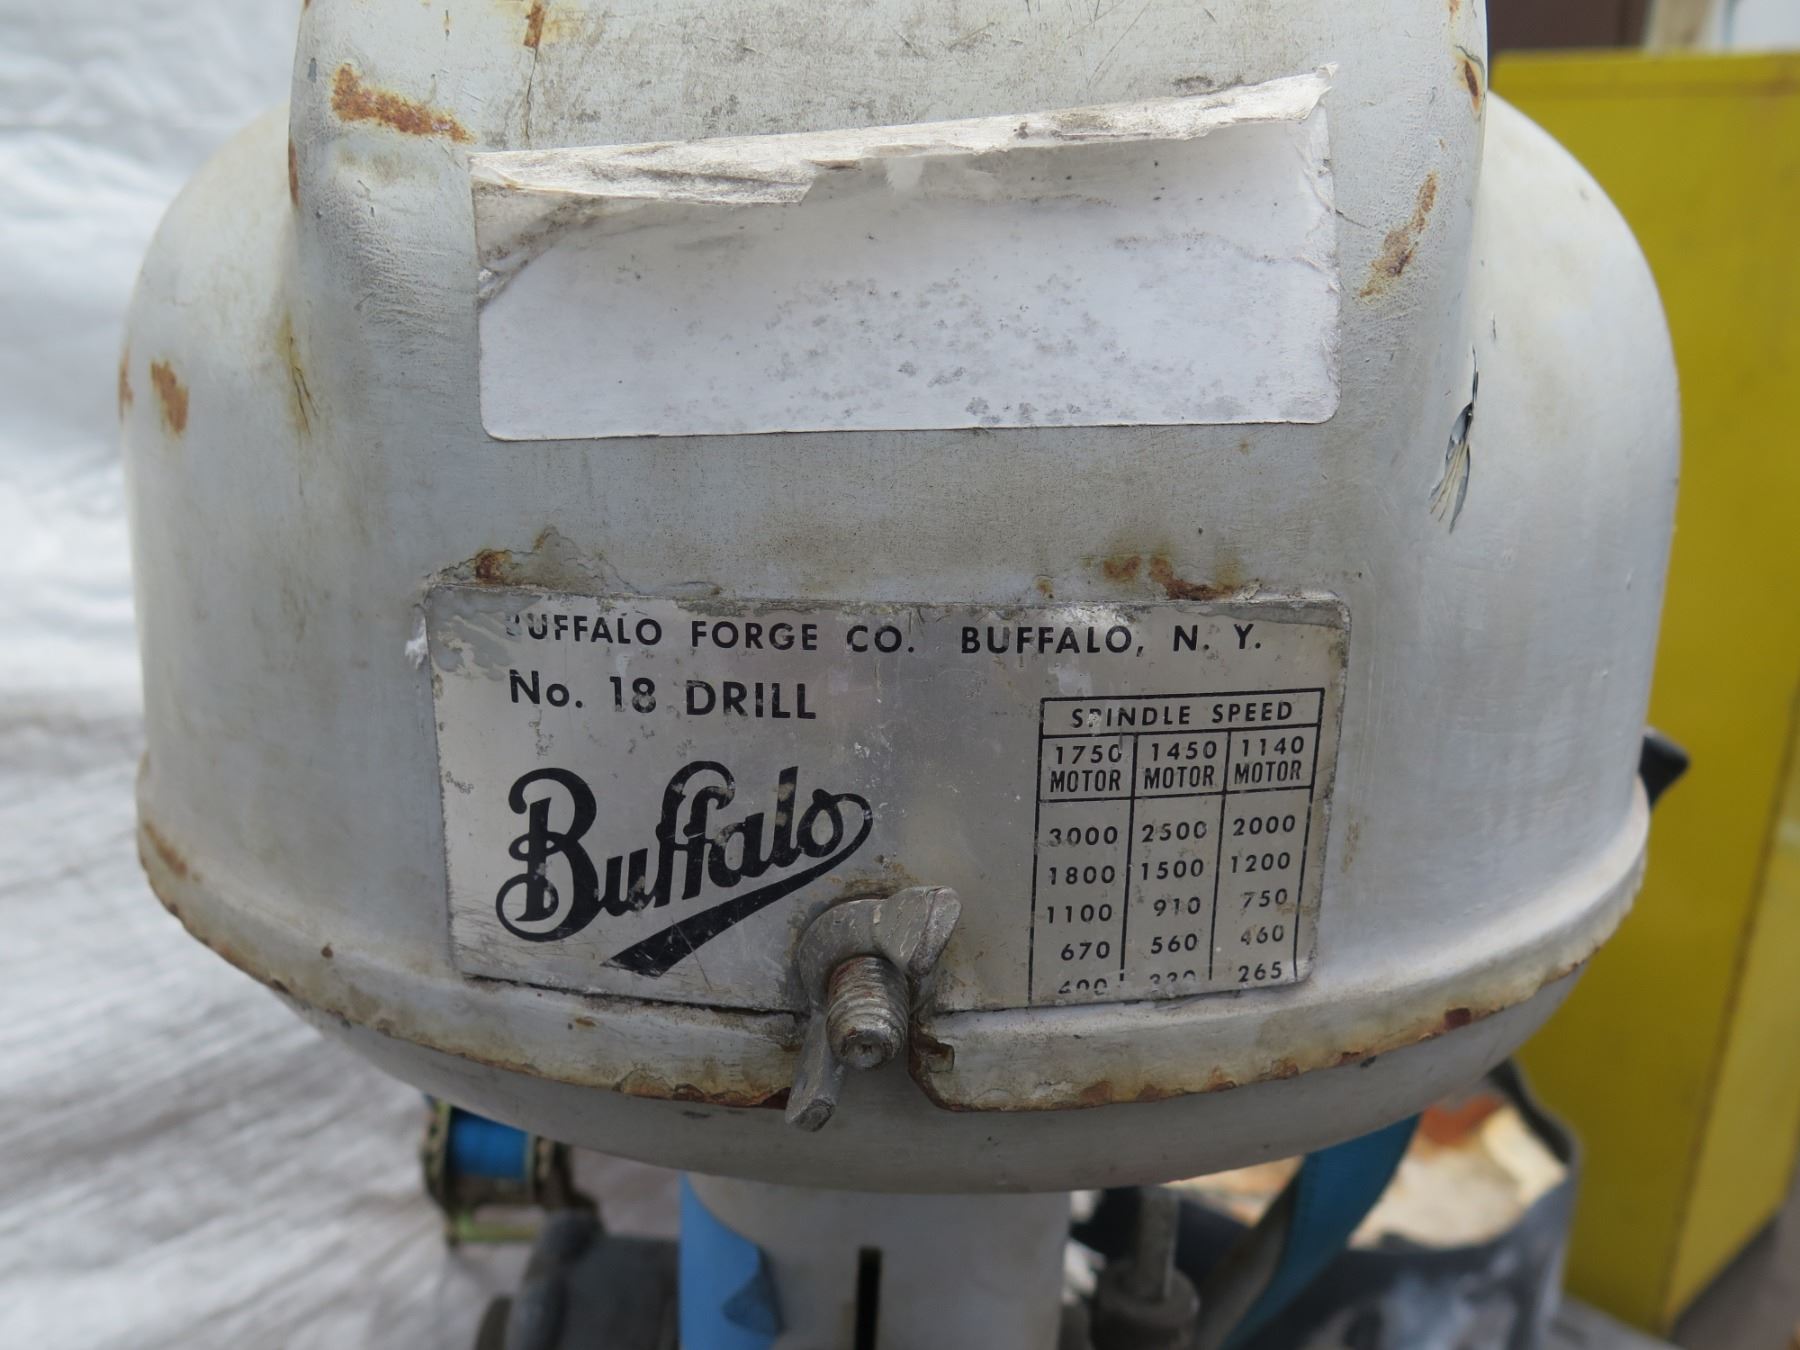 BUFFALO FORGE CO. BUFFALO, N. Y.
No. 18 DRILL
Buffalo
SPINDLE SPEED
1750 MOTOR 1450 MOTOR 1140 MOTOR
3000 2500 2000
1800 1500 1200
1100 910 750
670 560 460
265